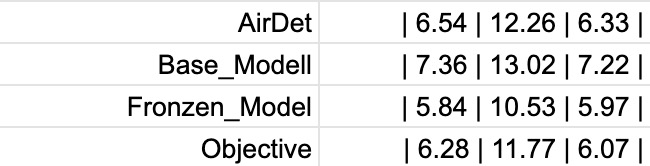 AirDet | 6.54 | 12.26 | 6.33 |
Base_Modell | 7.36 | 13.02 | 7.22 |
Fronzen_Model | 5.84 | 10.53 | 5.97 |
Objective | 6.28 | 11.77 | 6.07 |